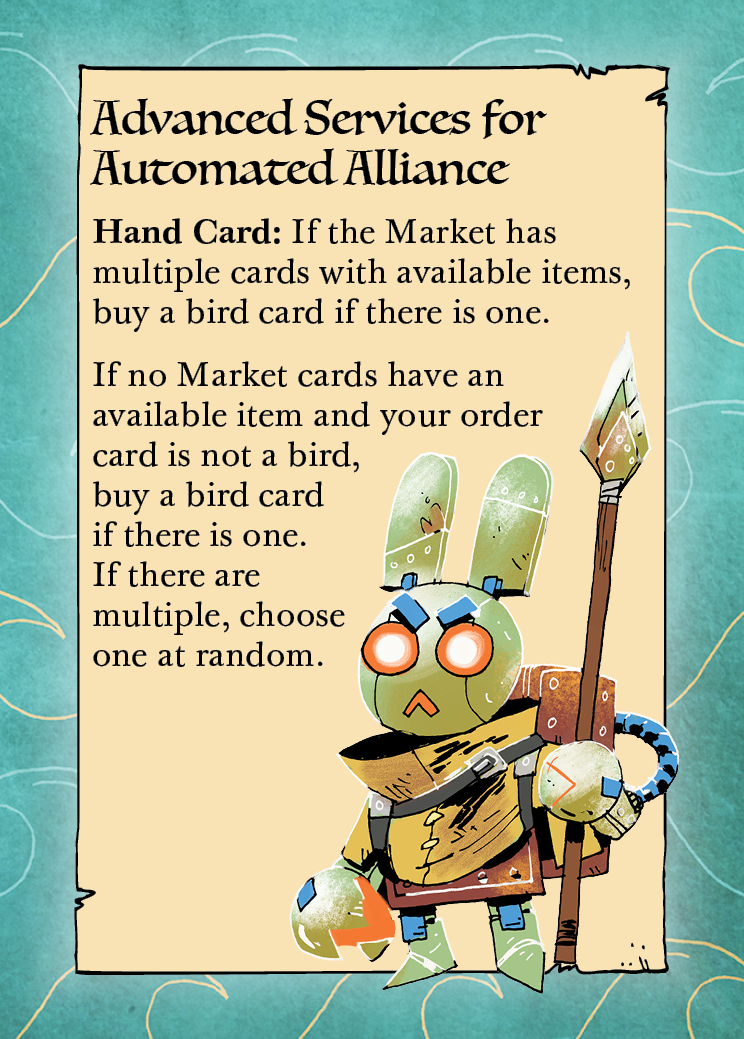 Advanced Services for
Automated Alliance
Hand Card: If the Market has
multiple cards with available items,
buy a bird card if there is one.
If no Market cards have an
available item and your order
card is not a bird,
buy a bird card
if there is one.
If there are
multiple, choose
one at random.